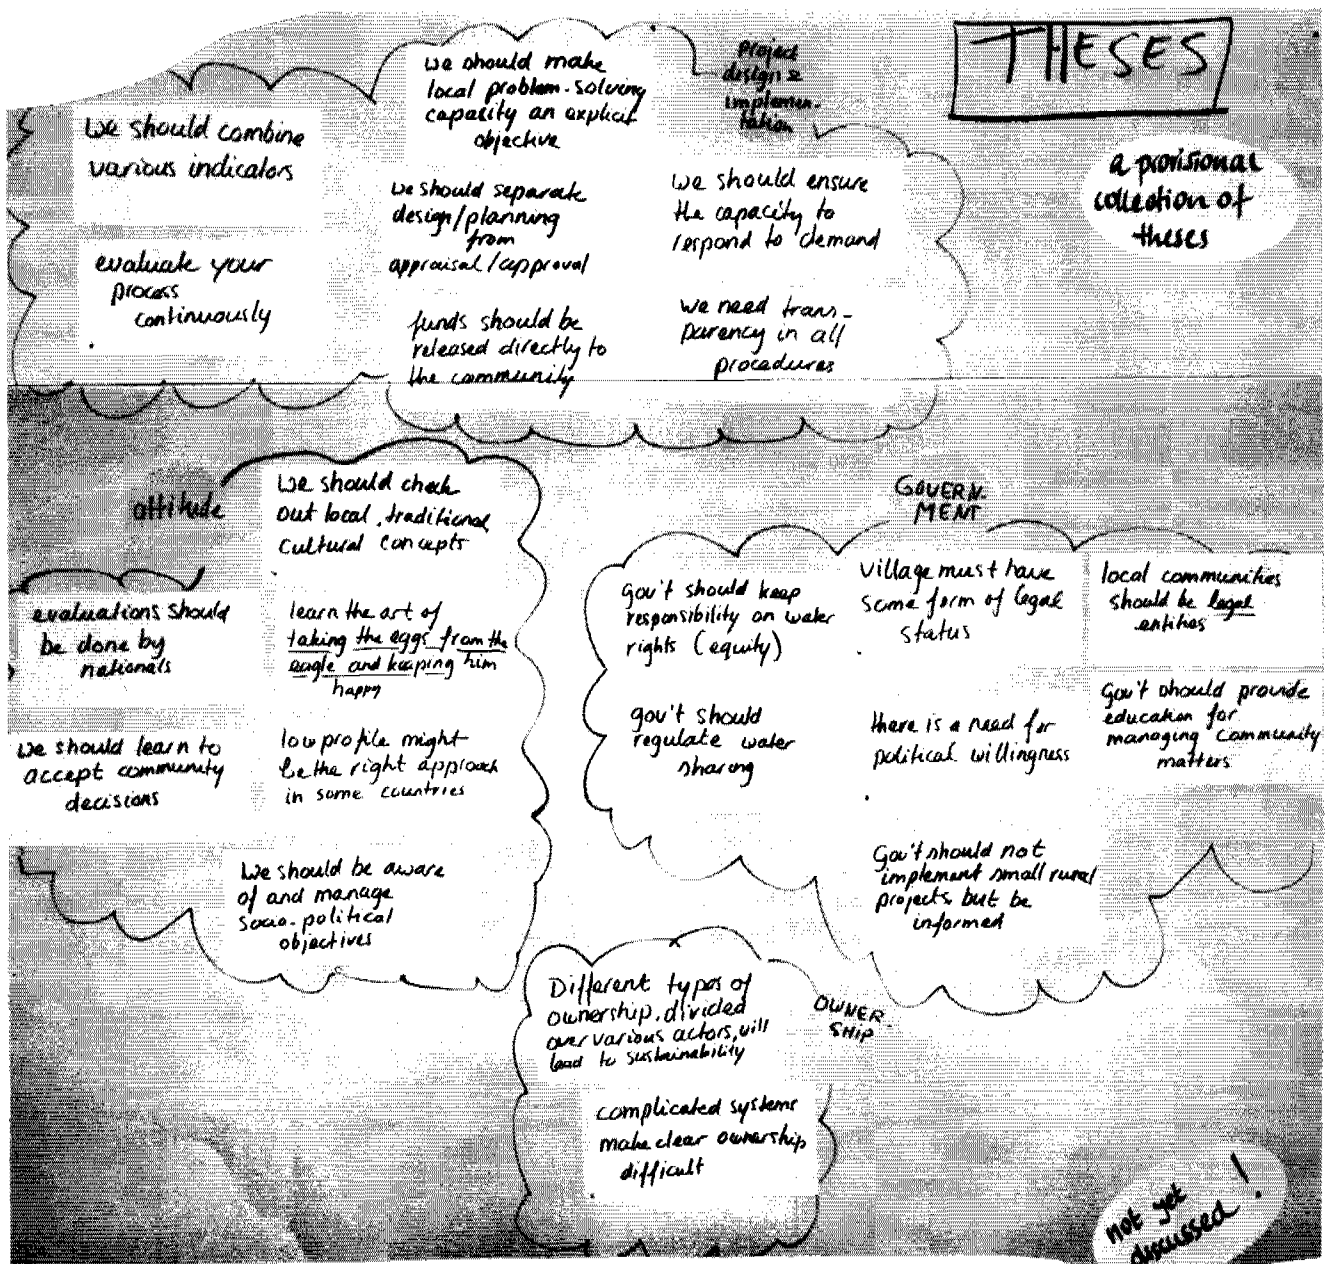 THESES
a provisional
collection of
theses
Project
design &
implemen-
tation
We should combine
various indicators
evaluate your
process
continuously
we should make
local problem-solving
capacity an explicit
objective
we should separate
design/planning
from
appraisal/approval
funds should be
released directly to
the community
we should ensure
the capacity to
respond to demand
we need trans-
parency in all
procedures
attitude
We should check
out local, traditional
cultural concepts
evaluations should
be done by
nationals
learn the art of
taking the eggs from the
eagle and keeping him
happy
we should learn to
accept community
decisions
low profile might
be the right approach
in some countries
We should be aware
of and manage
socio-political
objectives
GOVERN-
MENT
gov't should keep
responsibility on water
rights (equity)
village must have
some form of legal
status
local communities
should be legal
entities
gov't should
regulate water
sharing
there is a need for
political willingness
Gov't should provide
education for
managing community
matters
Gov't should not
implement small rural
projects, but be
informed
OWNER-
SHIP
Different types of
ownership, divided
over various actors, will
lead to sustainability
complicated systems
make clear ownership
difficult
not yet
discussed!